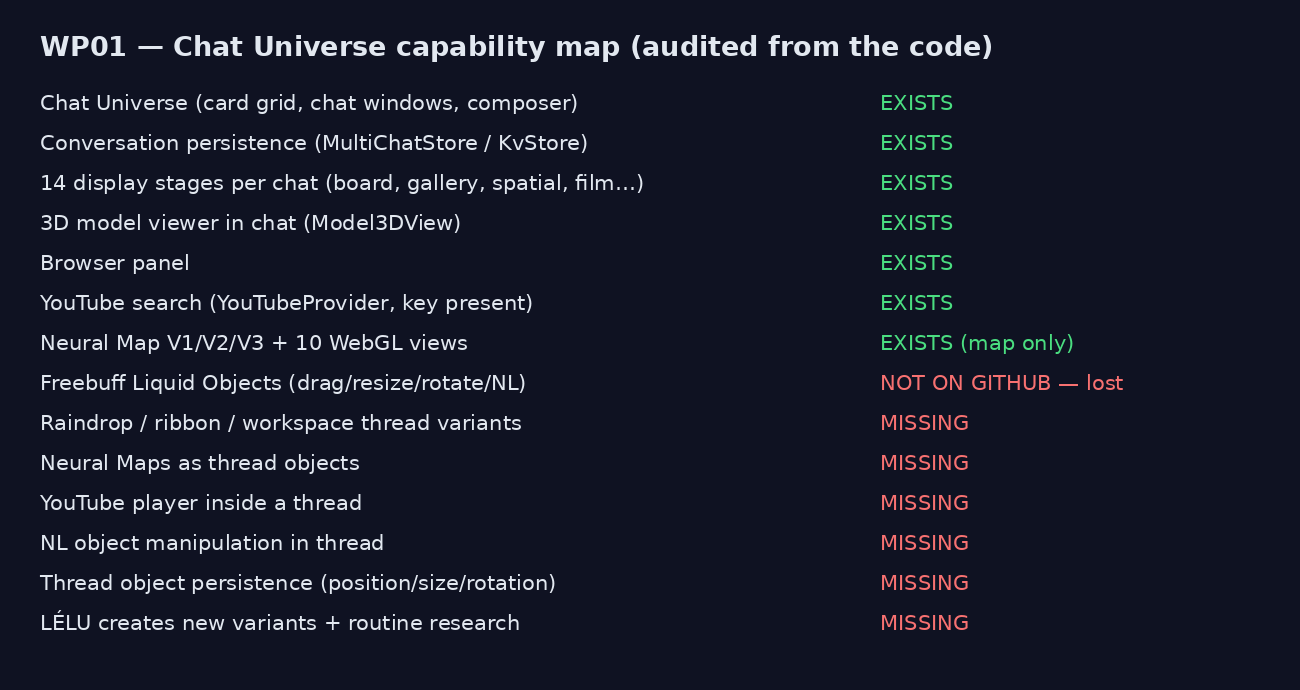 WP01 — Chat Universe capability map (audited from the code)
Chat Universe (card grid, chat windows, composer) EXISTS
Conversation persistence (MultiChatStore / KvStore) EXISTS
14 display stages per chat (board, gallery, spatial, film…) EXISTS
3D model viewer in chat (Model3DView) EXISTS
Browser panel EXISTS
YouTube search (YouTubeProvider, key present) EXISTS
Neural Map V1/V2/V3 + 10 WebGL views EXISTS (map only)
Freebuff Liquid Objects (drag/resize/rotate/NL) NOT ON GITHUB — lost
Raindrop / ribbon / workspace thread variants MISSING
Neural Maps as thread objects MISSING
YouTube player inside a thread MISSING
NL object manipulation in thread MISSING
Thread object persistence (position/size/rotation) MISSING
LÉLU creates new variants + routine research MISSING